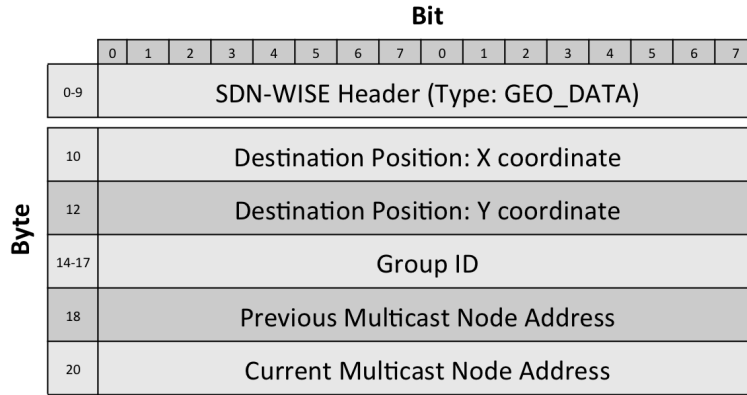 Bit
0 1 2 3 4 5 6 7 0 1 2 3 4 5 6 7
0-9 SDN-WISE Header (Type: GEO_DATA)
Byte
10 Destination Position: X coordinate
12 Destination Position: Y coordinate
14-17 Group ID
18 Previous Multicast Node Address
20 Current Multicast Node Address